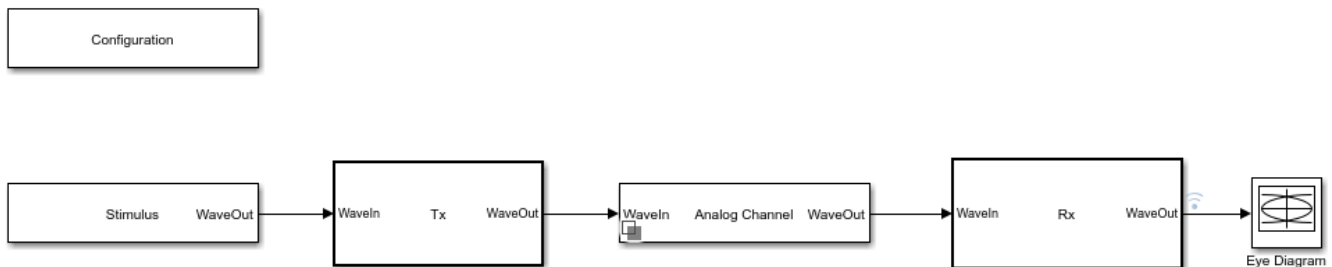 Configuration
Stimulus WaveOut WaveIn Tx WaveOut WaveIn Analog Channel WaveOut WaveIn Rx WaveOut
Eye Diagram